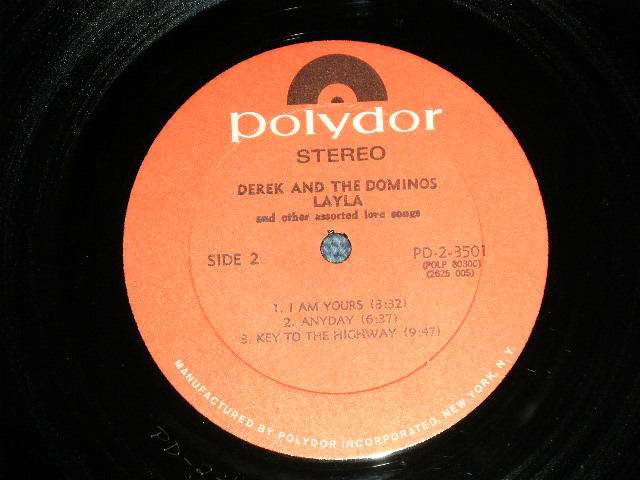 polydor
STEREO
DEREK AND THE DOMINOS
LAYLA
and other assorted love songs
SIDE 2
PD-2-3501
(POLP 80300)
(2625 005)
1. I AM YOURS (3:32)
2. ANYDAY (6:37)
3. KEY TO THE HIGHWAY (9:47)
MANUFACTURED BY POLYDOR INCORPORATED, NEW YORK, N.Y.